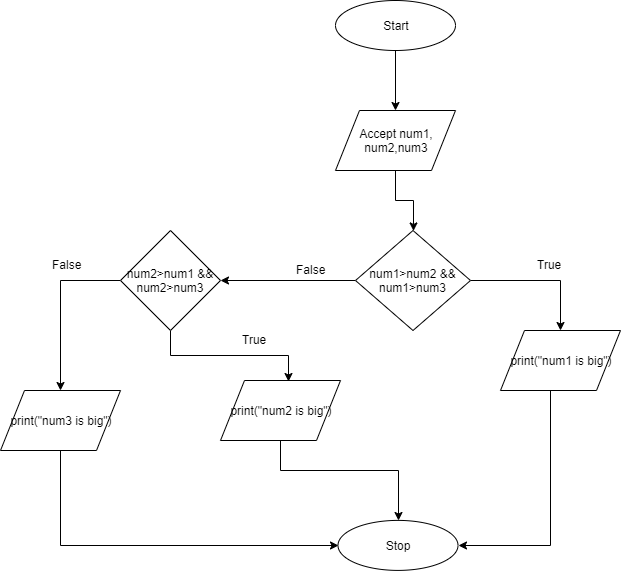 Start
Accept num1,
num2,num3
False
num2>num1 &&
num2>num3
False
num1>num2 &&
num1>num3
True
True
print("num1 is big")
print("num3 is big")
print("num2 is big")
Stop